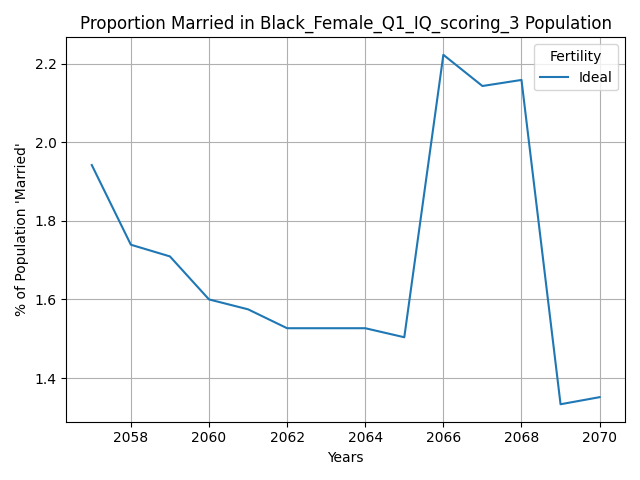 Proportion Married in Black_Female_Q1_IQ_scoring_3 Population
Fertility
Ideal
% of Population 'Married'
2.2
2.0
1.8
1.6
1.4
2058 2060 2062 2064 2066 2068 2070
Years